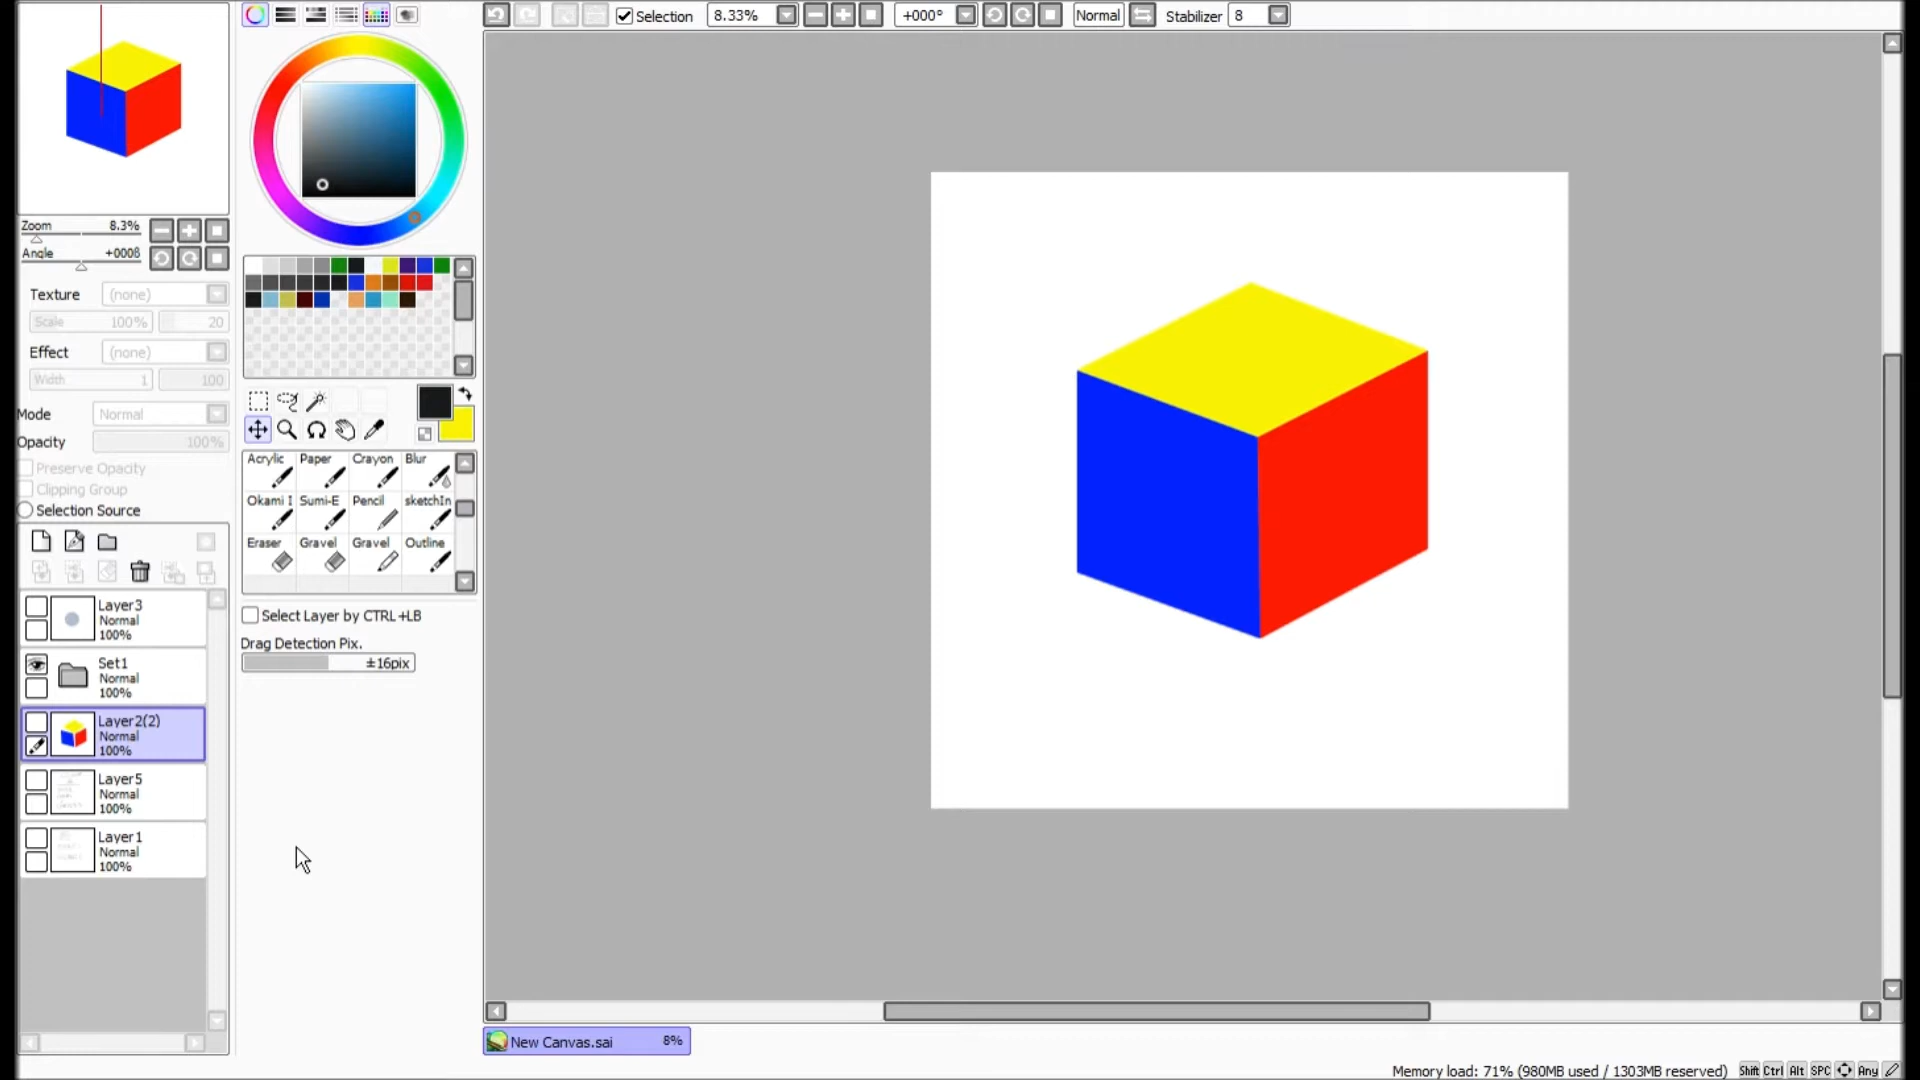 Selection 8.33% +000° Normal Stabilizer 8
Zoom 8.3%
Angle +000δ
Texture (none)
Scale 100% 20
Effect (none)
Width 1 100
Mode Normal
Opacity 100%
Preserve Opacity
Clipping Group
Selection Source
Layer3
Normal
100%
Set1
Normal
100%
Layer2(2)
Normal
100%
Layer5
Normal
100%
Layer1
Normal
100%
Acrylic Paper Crayon Blur
Okami I Sumi-E Pencil sketchIn
Eraser Gravel Gravel Outline
Select Layer by CTRL+LB
Drag Detection Pix.
±16pix
New Canvas.sai 8%
Memory load: 71% (980MB used / 1303MB reserved) Shift Ctrl Alt SPC Any